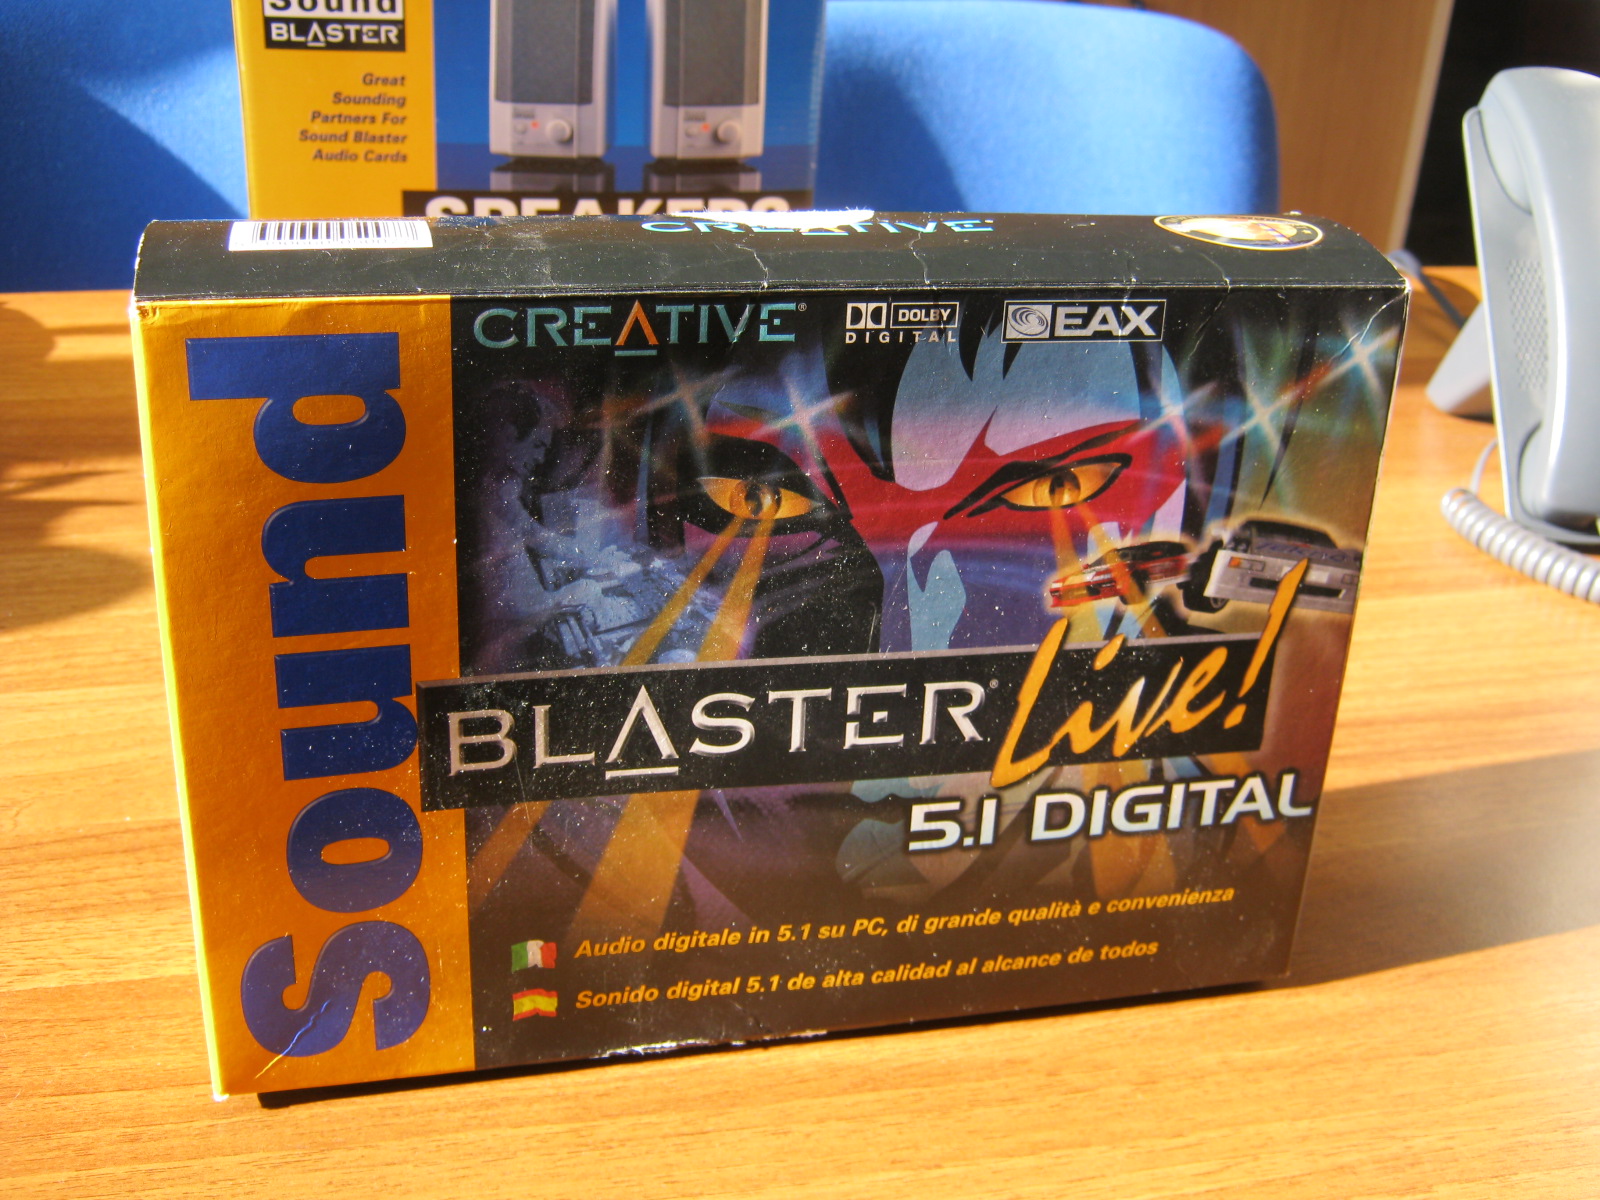 Sound
BLASTER™
Great
Sounding
Partners For
Sound Blaster
Audio Cards
SPEAKERS
CREATIVE
CREATIVE®
DOLBY
DIGITAL
EAX
Sound
BLASTER® Live!
5.1 DIGITAL
Audio digitale in 5.1 su PC, di grande qualità e convenienza
Sonido digital 5.1 de alta calidad al alcance de todos